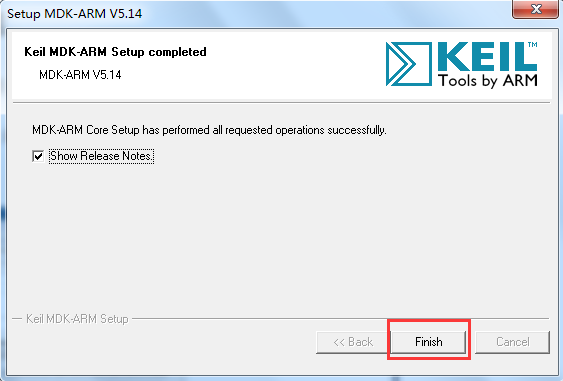 Setup MDK-ARM V5.14
Keil MDK-ARM Setup completed
MDK-ARM V5.14
KEIL™
Tools by ARM
MDK-ARM Core Setup has performed all requested operations successfully.
Show Release Notes.
Keil MDK-ARM Setup
<< Back
Finish
Cancel